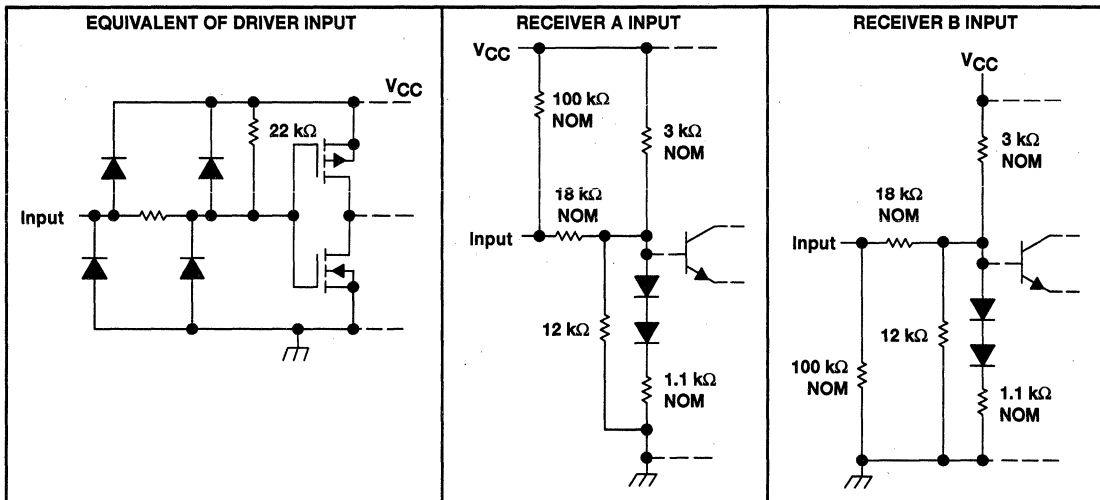 EQUIVALENT OF DRIVER INPUT
VCC
22 kΩ
Input
RECEIVER A INPUT
VCC
100 kΩ
NOM
3 kΩ
NOM
18 kΩ
NOM
Input
12 kΩ
1.1 kΩ
NOM
RECEIVER B INPUT
VCC
3 kΩ
NOM
18 kΩ
NOM
Input
12 kΩ
100 kΩ
NOM
1.1 kΩ
NOM